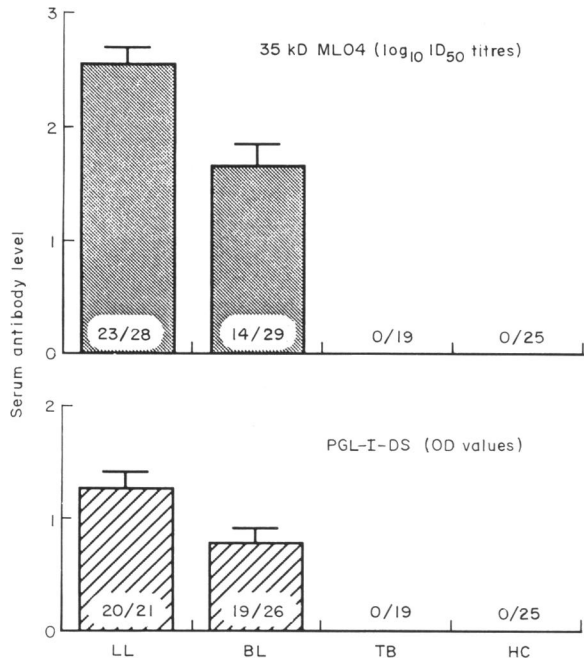 Serum antibody level
3
35 kD MLO4 (log10 ID50 titres)
2
1
23/28 14/29 0/19 0/25
0
2
PGL-I-DS (OD values)
1
20/21 19/26 0/19 0/25
0
LL BL TB HC